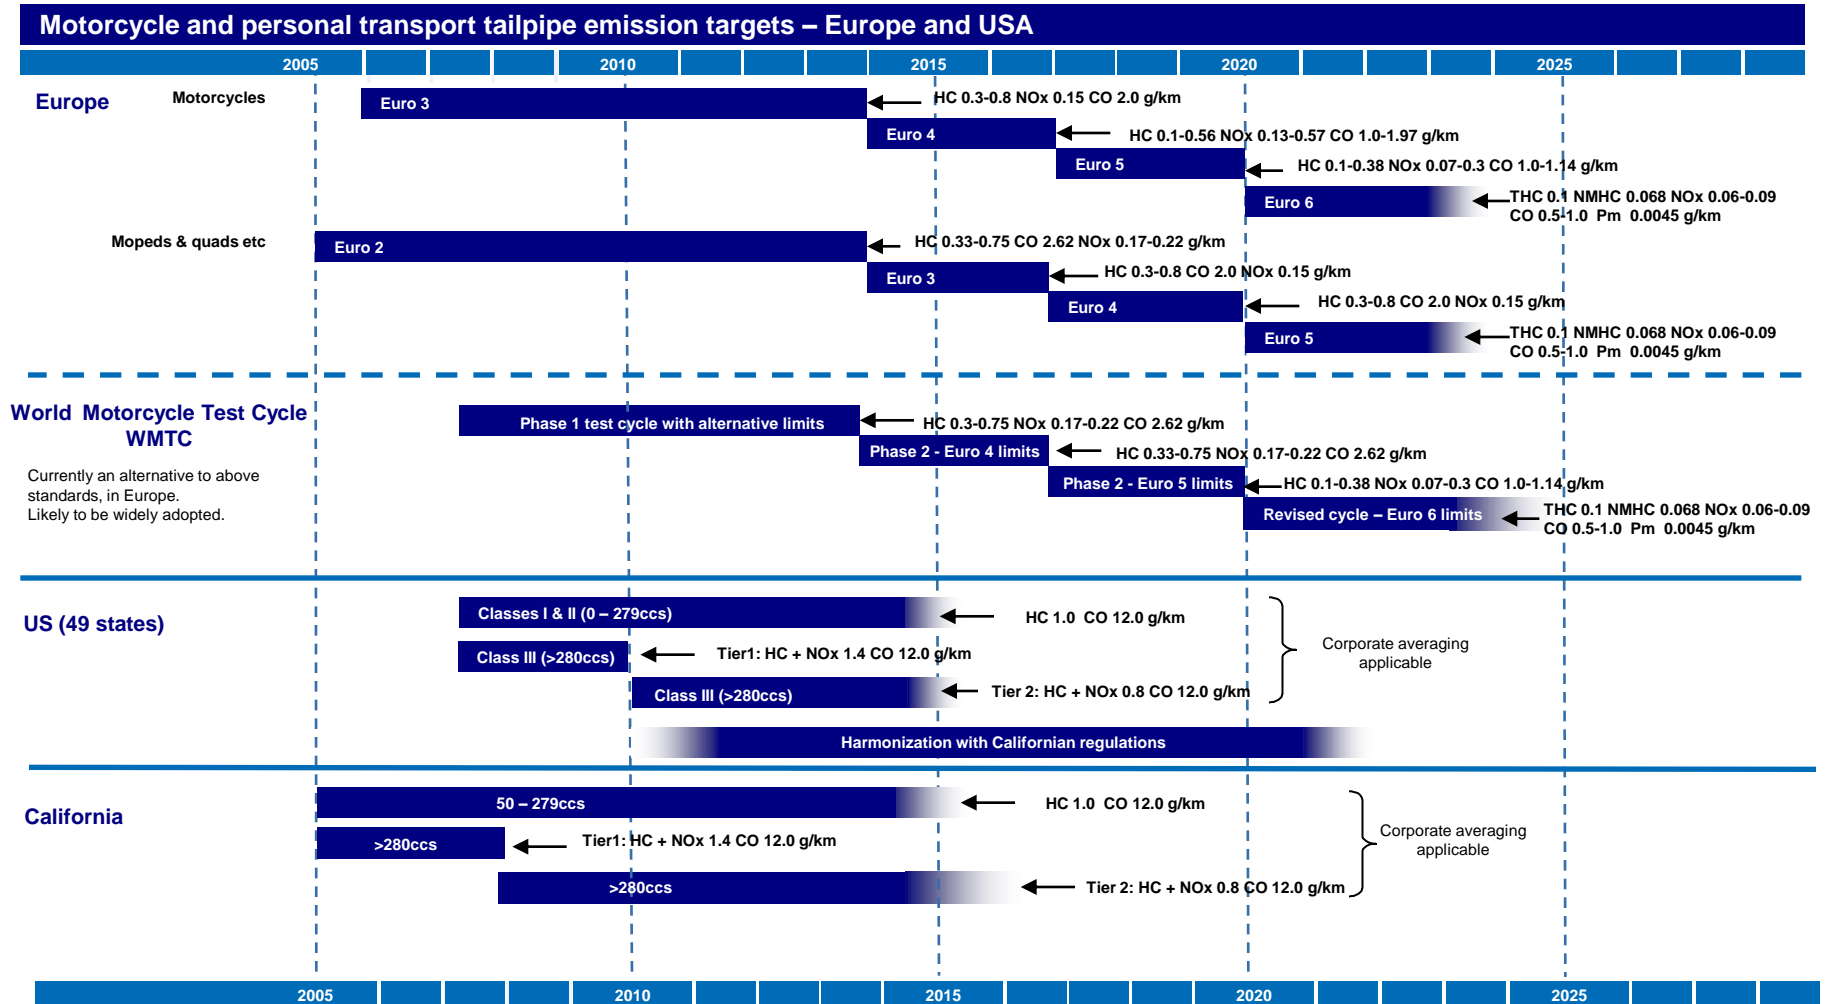 Motorcycle and personal transport tailpipe emission targets – Europe and USA
2005 2010 2015 2020 2025
Europe
Motorcycles
Euro 3
HC 0.3-0.8 NOx 0.15 CO 2.0 g/km
Euro 4
HC 0.1-0.56 NOx 0.13-0.57 CO 1.0-1.97 g/km
Euro 5
HC 0.1-0.38 NOx 0.07-0.3 CO 1.0-1.14 g/km
Euro 6
THC 0.1 NMHC 0.068 NOx 0.06-0.09
CO 0.5-1.0 Pm 0.0045 g/km
Mopeds & quads etc
Euro 2
HC 0.33-0.75 CO 2.62 NOx 0.17-0.22 g/km
Euro 3
HC 0.3-0.8 CO 2.0 NOx 0.15 g/km
Euro 4
HC 0.3-0.8 CO 2.0 NOx 0.15 g/km
Euro 5
THC 0.1 NMHC 0.068 NOx 0.06-0.09
CO 0.5-1.0 Pm 0.0045 g/km
World Motorcycle Test Cycle
WMTC
Currently an alternative to above
standards, in Europe.
Likely to be widely adopted.
Phase 1 test cycle with alternative limits
HC 0.3-0.75 NOx 0.17-0.22 CO 2.62 g/km
Phase 2 - Euro 4 limits
HC 0.33-0.75 NOx 0.17-0.22 CO 2.62 g/km
Phase 2 - Euro 5 limits
HC 0.1-0.38 NOx 0.07-0.3 CO 1.0-1.14 g/km
Revised cycle – Euro 6 limits
THC 0.1 NMHC 0.068 NOx 0.06-0.09
CO 0.5-1.0 Pm 0.0045 g/km
US (49 states)
Classes I & II (0 – 279ccs)
HC 1.0 CO 12.0 g/km
Class III (>280ccs)
Tier1: HC + NOx 1.4 CO 12.0 g/km
Class III (>280ccs)
Tier 2: HC + NOx 0.8 CO 12.0 g/km
Corporate averaging
applicable
Harmonization with Californian regulations
California
50 – 279ccs
HC 1.0 CO 12.0 g/km
>280ccs
Tier1: HC + NOx 1.4 CO 12.0 g/km
>280ccs
Tier 2: HC + NOx 0.8 CO 12.0 g/km
Corporate averaging
applicable
2005 2010 2015 2020 2025